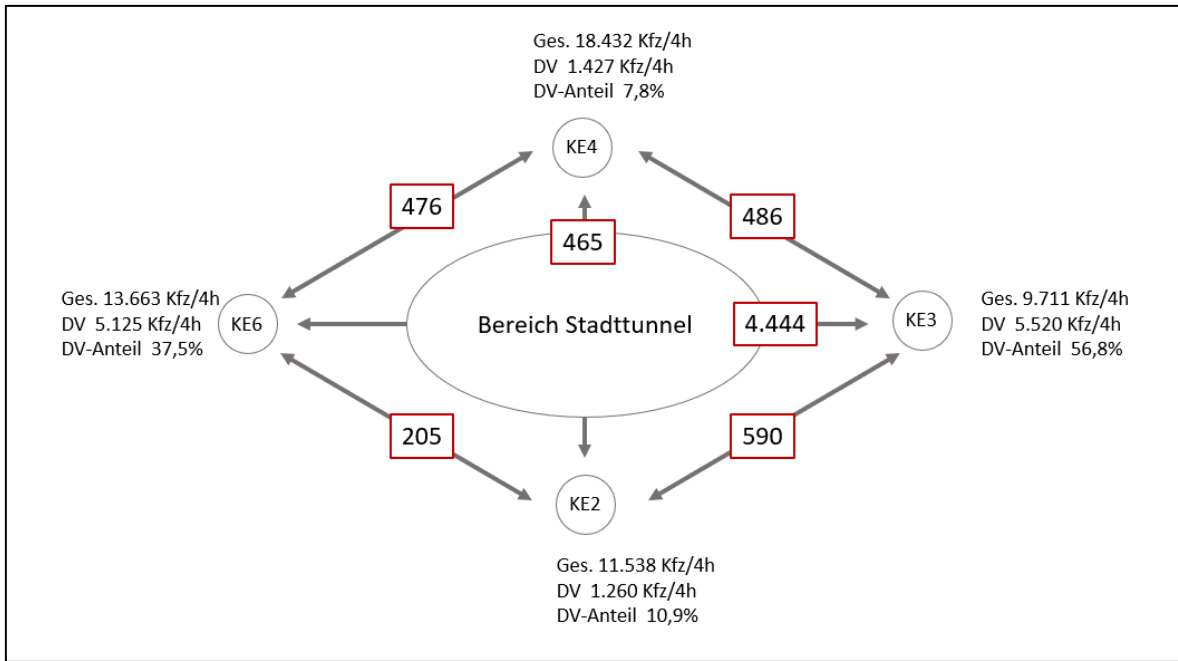 Ges. 18.432 Kfz/4h
DV 1.427 Kfz/4h
DV-Anteil 7,8%
KE4
476
486
465
Ges. 13.663 Kfz/4h
DV 5.125 Kfz/4h
DV-Anteil 37,5%
KE6
Bereich Stadttunnel
4.444
KE3
Ges. 9.711 Kfz/4h
DV 5.520 Kfz/4h
DV-Anteil 56,8%
205
590
KE2
Ges. 11.538 Kfz/4h
DV 1.260 Kfz/4h
DV-Anteil 10,9%